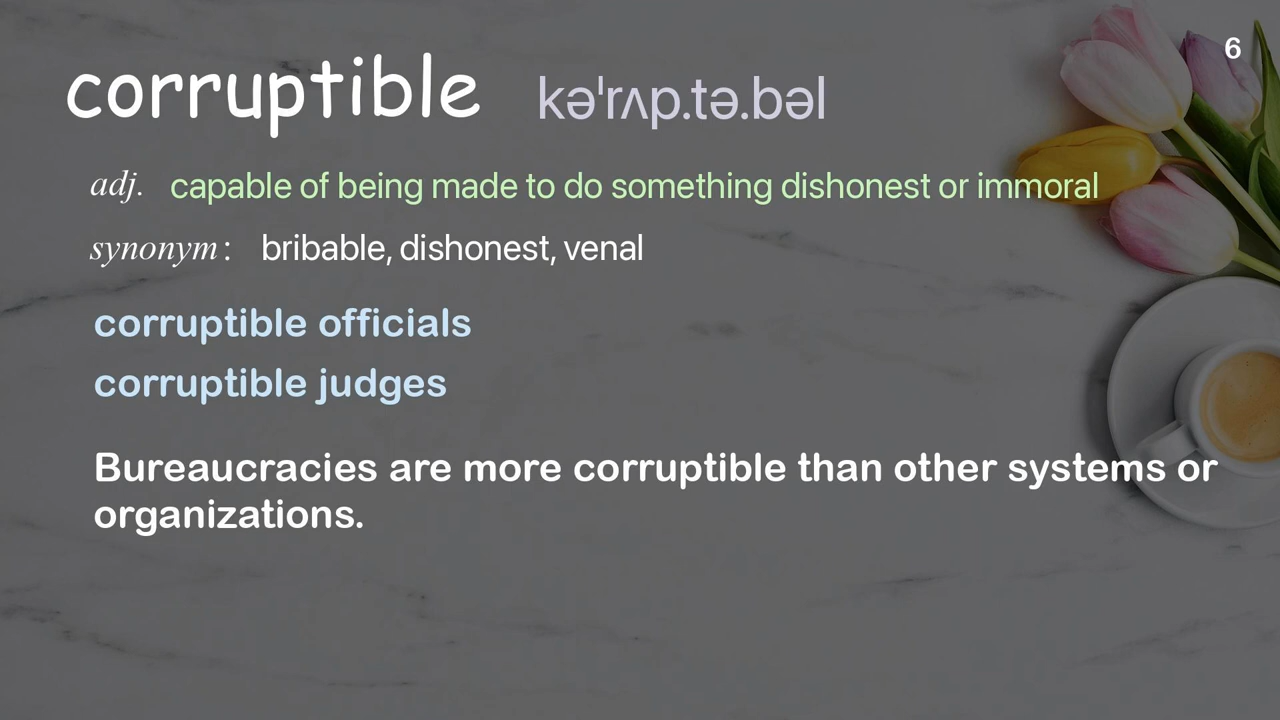 6
corruptible kəˈrʌp.tə.bəl
adj. capable of being made to do something dishonest or immoral
synonym: bribable, dishonest, venal
corruptible officials
corruptible judges
Bureaucracies are more corruptible than other systems or
organizations.